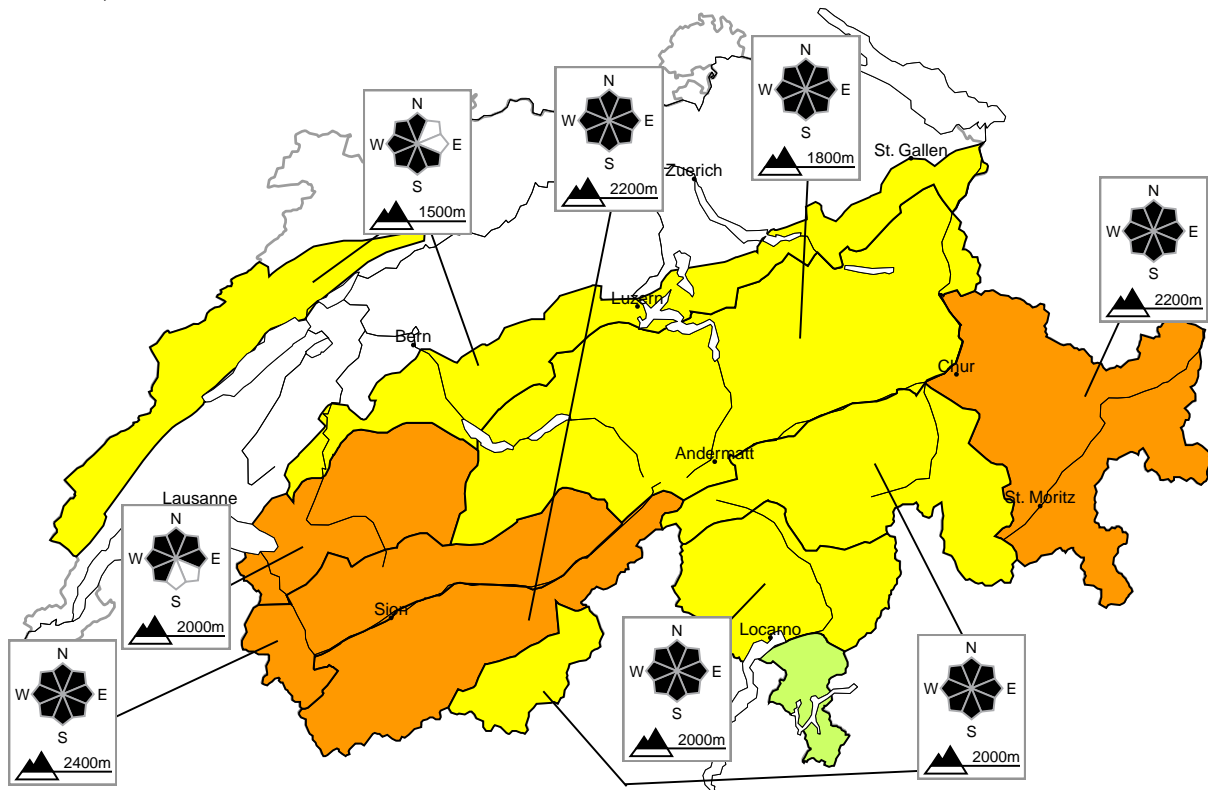 N
W E
S
1800m
N
W E
S
2200m
N
W E
S
1500m
St. Gallen
Zuerich
N
W E
S
2200m
Luzern
Bern
Chur
Andermatt
St. Moritz
Lausanne
N
W E
S
2000m
Sion
Locarno
N
W E
S
2000m
N
W E
S
2000m
N
W E
S
2400m